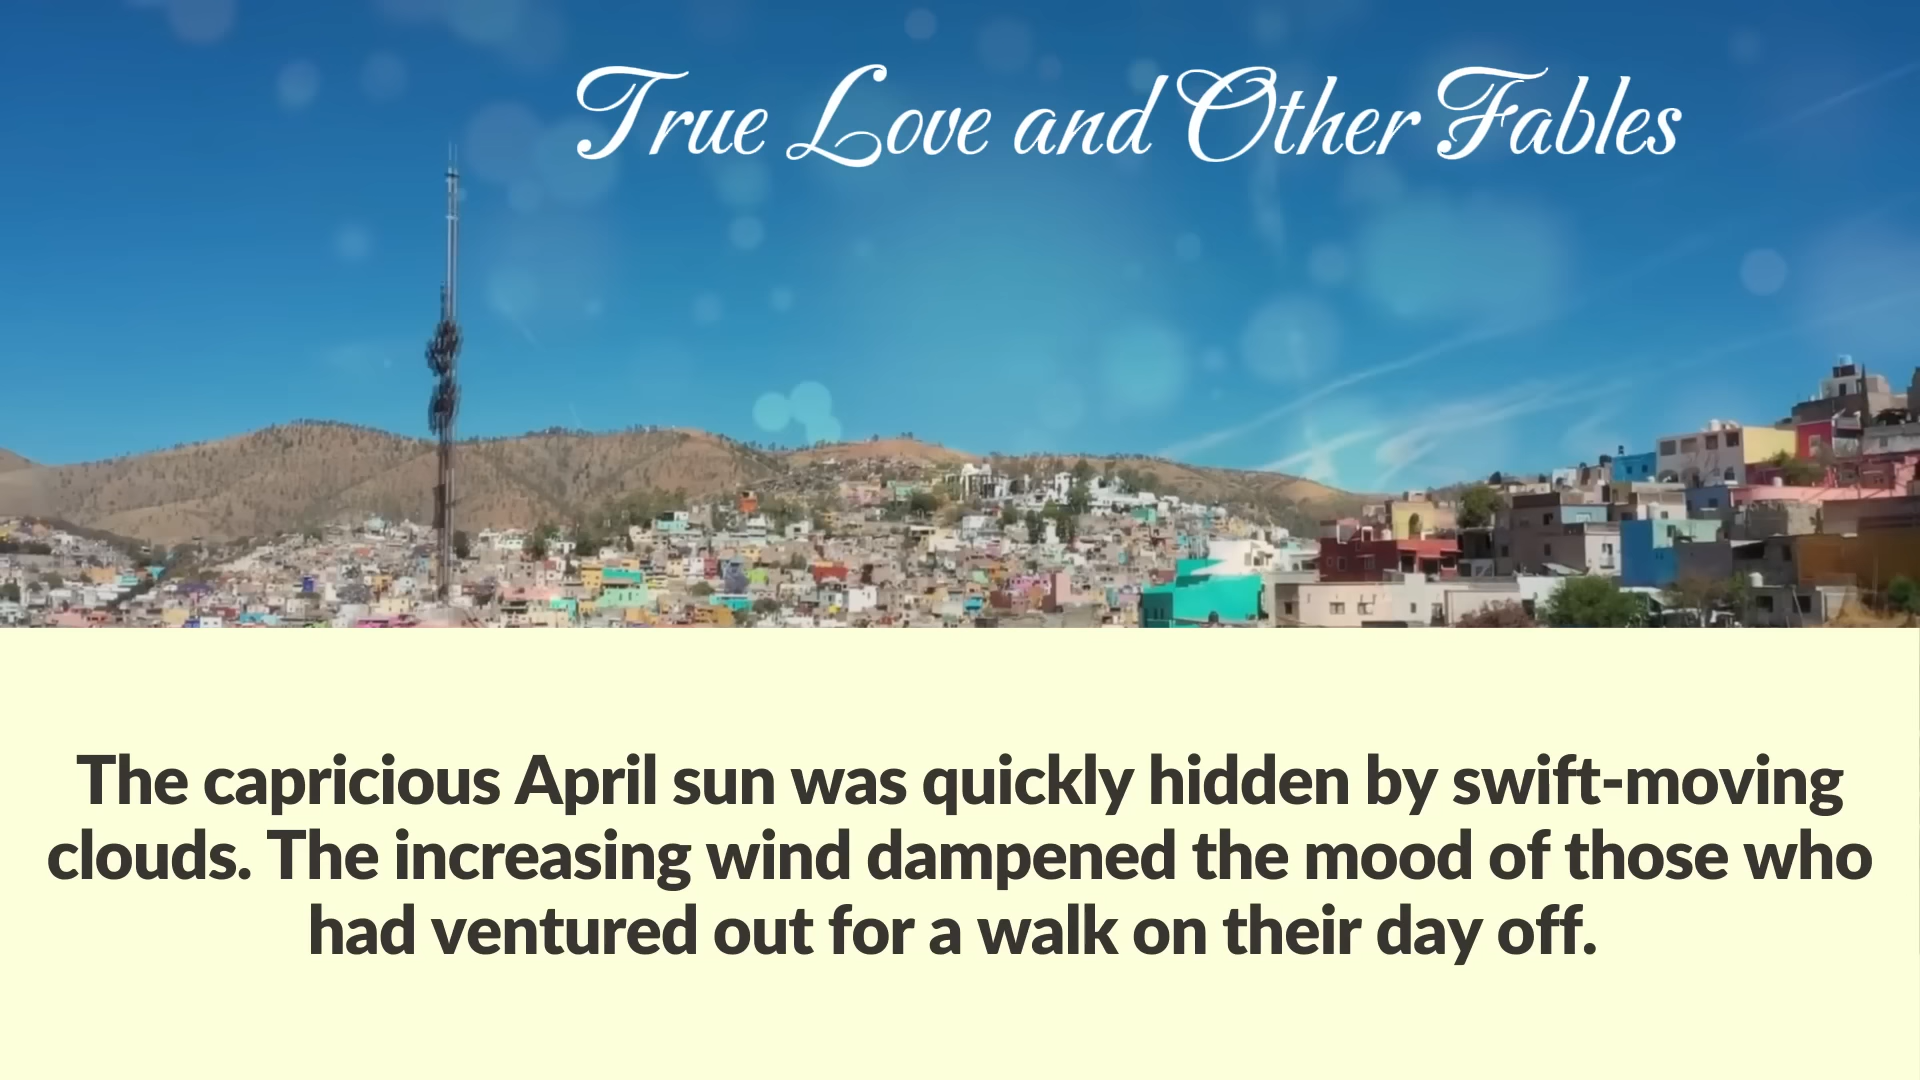 True Love and Other Fables
The capricious April sun was quickly hidden by swift-moving
clouds. The increasing wind dampened the mood of those who
had ventured out for a walk on their day off.